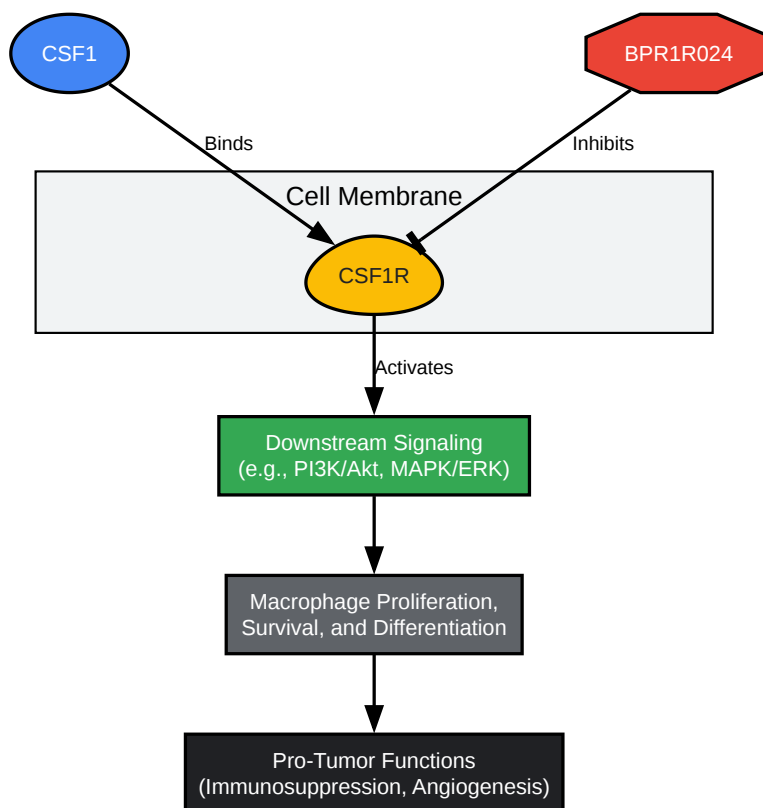 CSF1
BPR1R024
Binds
Inhibits
Cell Membrane
CSF1R
Activates
Downstream Signaling
(e.g., PI3K/Akt, MAPK/ERK)
Macrophage Proliferation,
Survival, and Differentiation
Pro-Tumor Functions
(Immunosuppression, Angiogenesis)